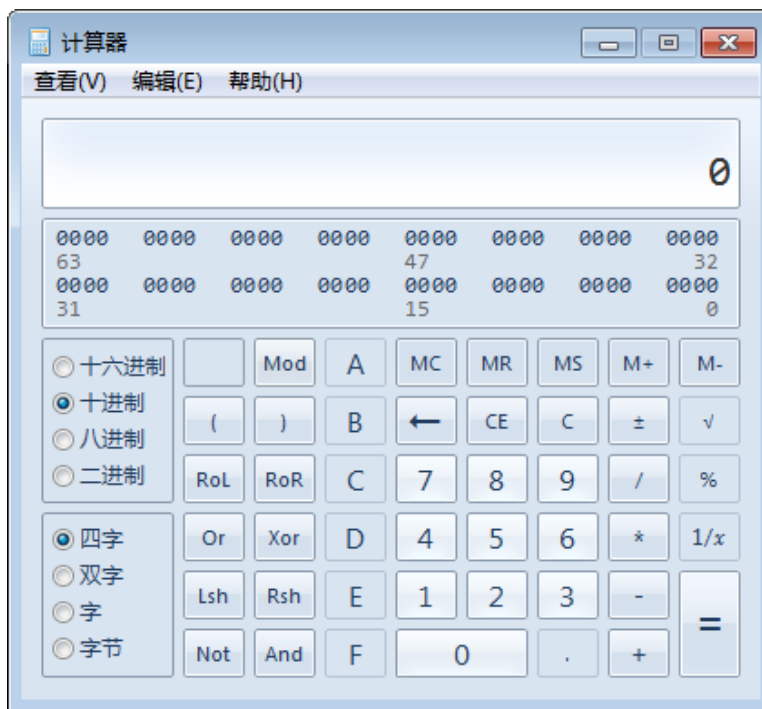 计算器
查看(V) 编辑(E) 帮助(H)
0
0000 0000 0000 0000 0000 0000 0000 0000
63 47 32
0000 0000 0000 0000 0000 0000 0000 0000
31 15 0
十六进制 Mod A MC MR MS M+ M-
十进制
( ) B ← CE C ± √
八进制
二进制 RoL RoR C 7 8 9 / %
四字 Or Xor D 4 5 6 * 1/x
双字
Lsh Rsh E 1 2 3 - =
字
字节 Not And F 0 . +